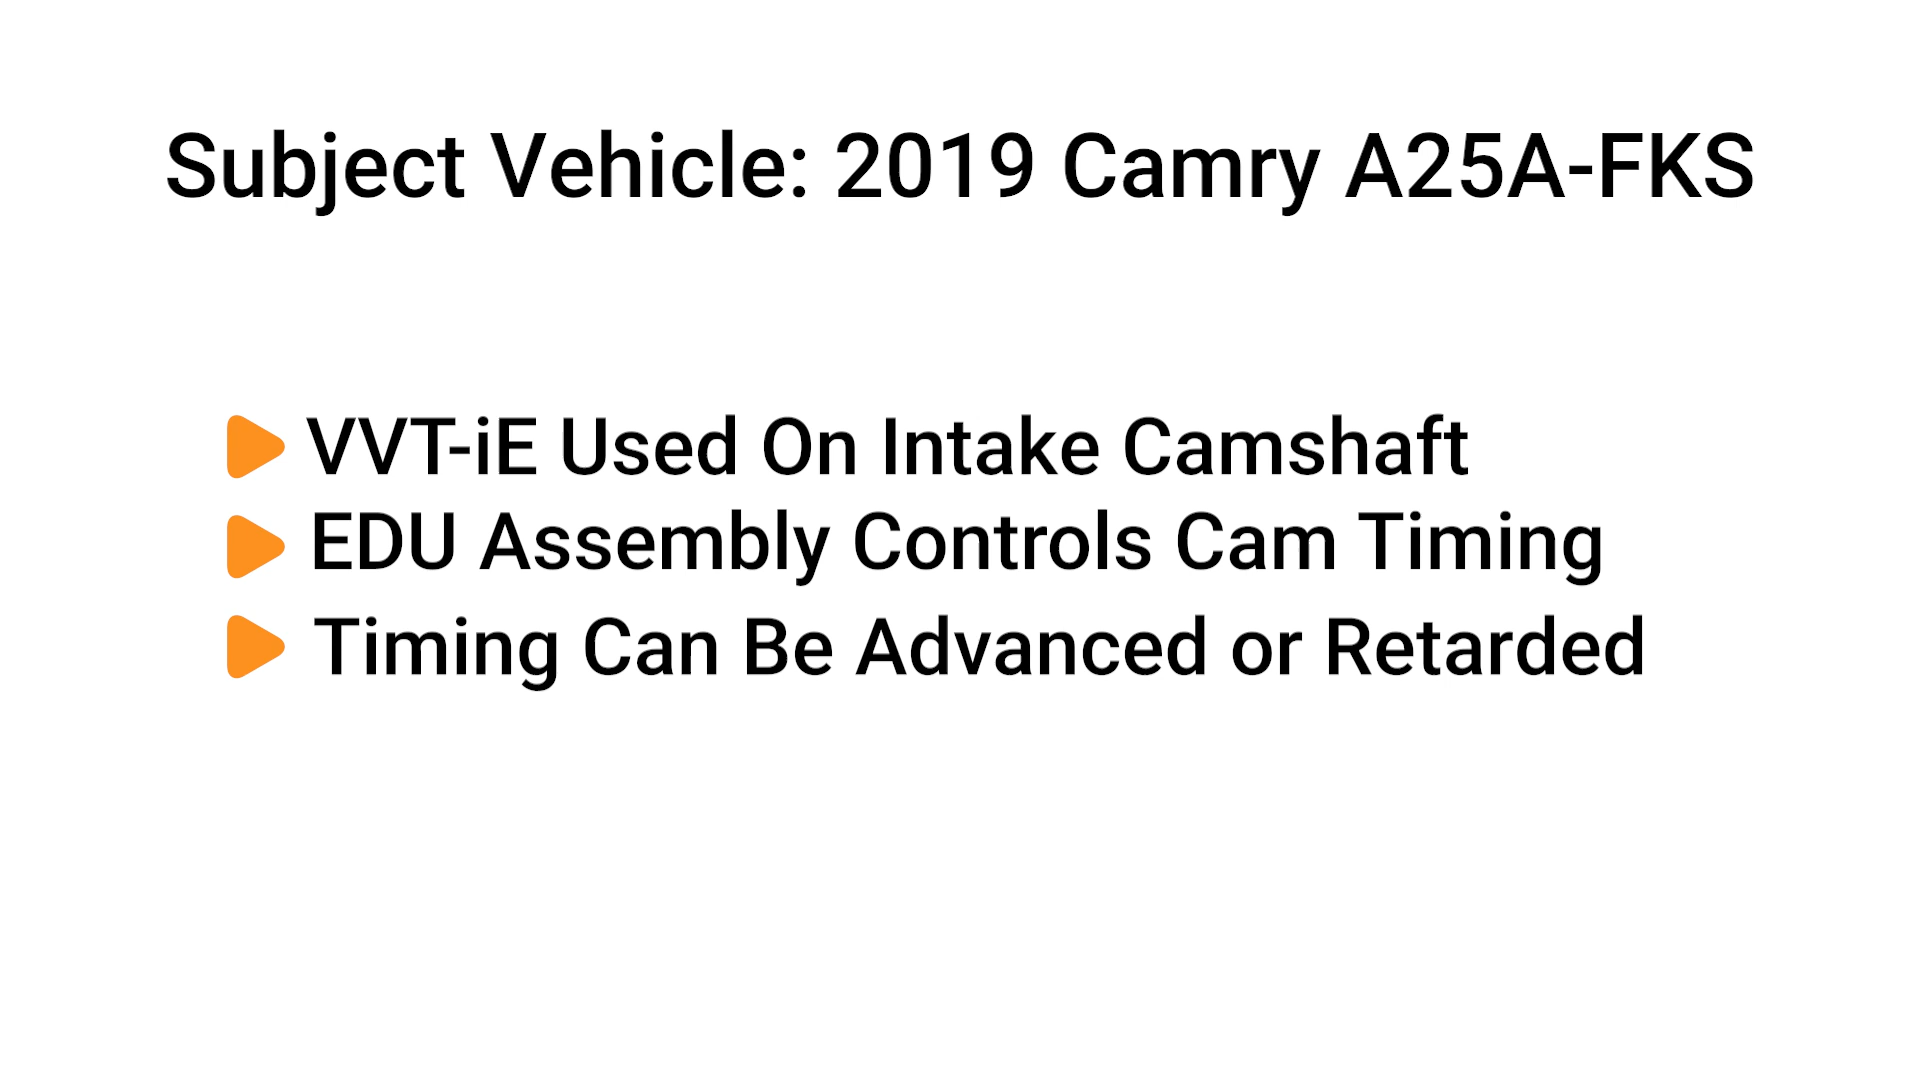 Subject Vehicle: 2019 Camry A25A-FKS
VVT-iE Used On Intake Camshaft
EDU Assembly Controls Cam Timing
Timing Can Be Advanced or Retarded